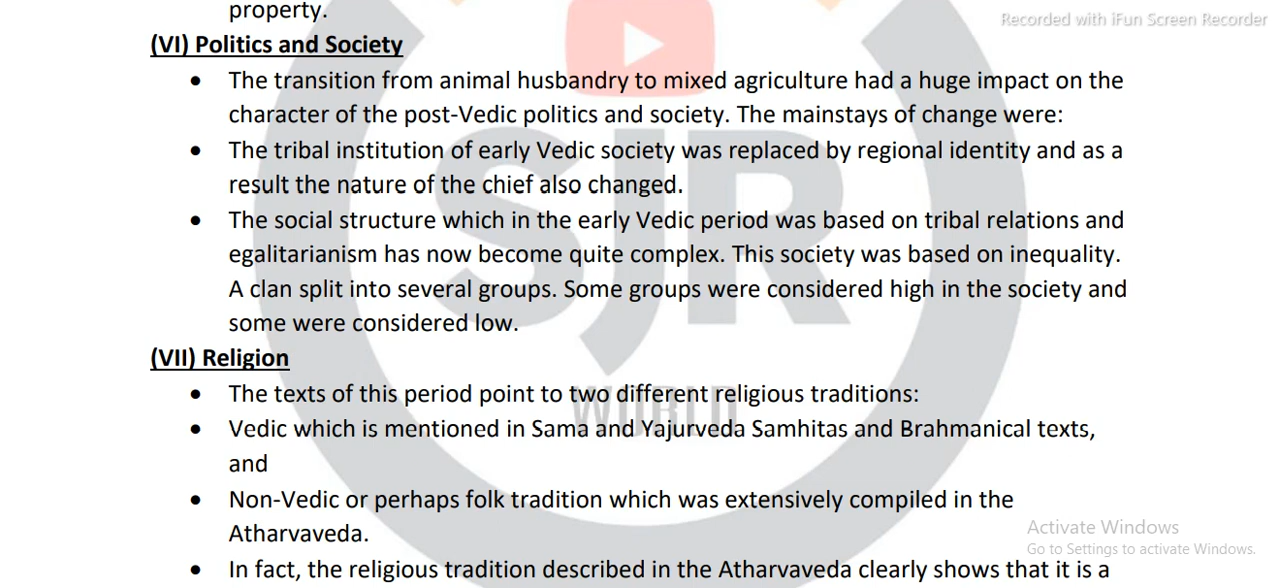 property.
Recorded with iFun Screen Recorder
(VI) Politics and Society
• The transition from animal husbandry to mixed agriculture had a huge impact on the
character of the post-Vedic politics and society. The mainstays of change were:
• The tribal institution of early Vedic society was replaced by regional identity and as a
result the nature of the chief also changed.
• The social structure which in the early Vedic period was based on tribal relations and
egalitarianism has now become quite complex. This society was based on inequality.
A clan split into several groups. Some groups were considered high in the society and
some were considered low.
SJR
(VII) Religion
• The texts of this period point to two different religious traditions:
WORLD
• Vedic which is mentioned in Sama and Yajurveda Samhitas and Brahmanical texts,
and
• Non-Vedic or perhaps folk tradition which was extensively compiled in the
Atharvaveda.
Activate Windows
Go to Settings to activate Windows.
• In fact, the religious tradition described in the Atharvaveda clearly shows that it is a